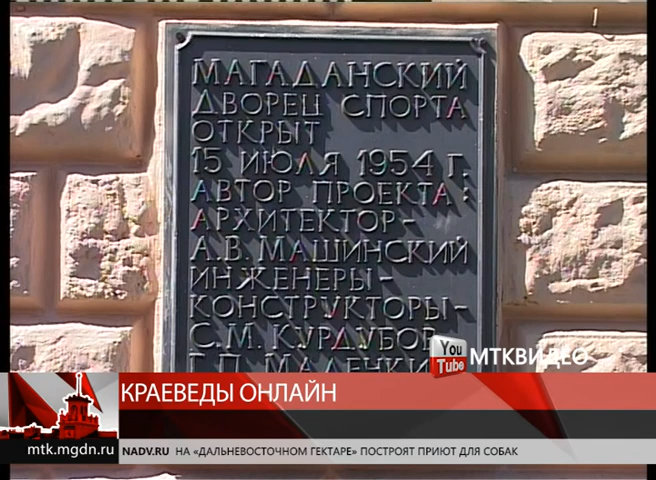 МАГАДАНСКИЙ
ДВОРЕЦ СПОРТА
ОТКРЫТ
15 ИЮЛЯ 1954 Г.
АВТОР ПРОЕКТА:
АРХИТЕКТОР-
А.В. МАШИНСКИЙ
ИНЖЕНЕРЫ-
КОНСТРУКТОРЫ-
С.М. КУРДУБОВ
Г.П.
You Tube МТКВИДЕО
КРАЕВЕДЫ ОНЛАЙН
mtk.mgdn.ru
NADV.RU НА «ДАЛЬНЕВОСТОЧНОМ ГЕКТАРЕ» ПОСТРОЯТ ПРИЮТ ДЛЯ СОБАК